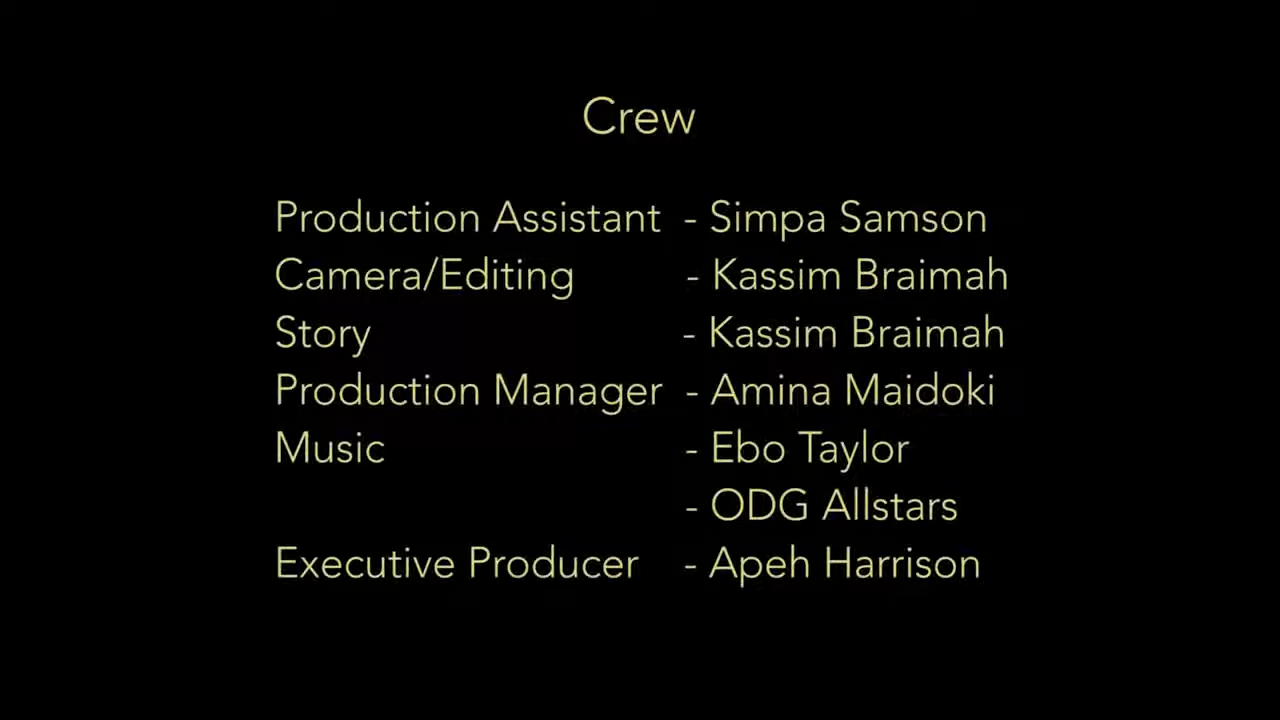 Crew
Production Assistant - Simpa Samson
Camera/Editing - Kassim Braimah
Story - Kassim Braimah
Production Manager - Amina Maidoki
Music - Ebo Taylor
- ODG Allstars
Executive Producer - Apeh Harrison